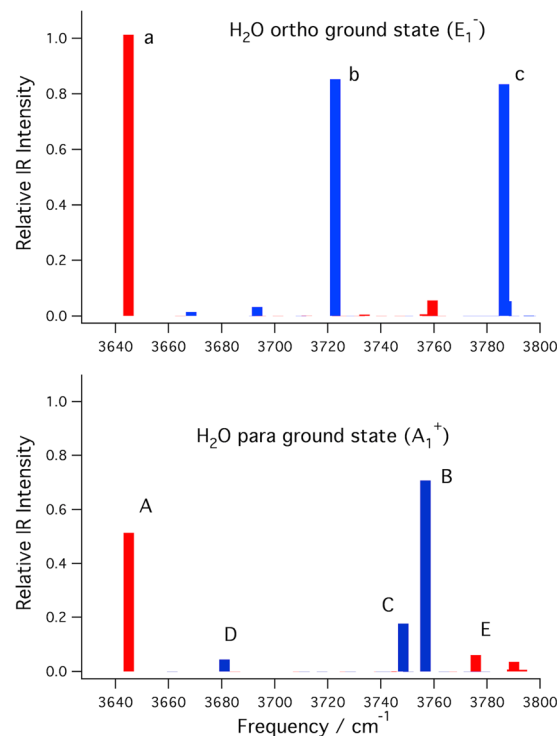 H₂O ortho ground state (E₁⁻)
a
b
c
Relative IR Intensity
1.0
0.8
0.6
0.4
0.2
0.0
3640 3660 3680 3700 3720 3740 3760 3780 3800
H₂O para ground state (A₁⁺)
A
B
C
D
E
Relative IR Intensity
1.0
0.8
0.6
0.4
0.2
0.0
3640 3660 3680 3700 3720 3740 3760 3780 3800
Frequency / cm⁻¹